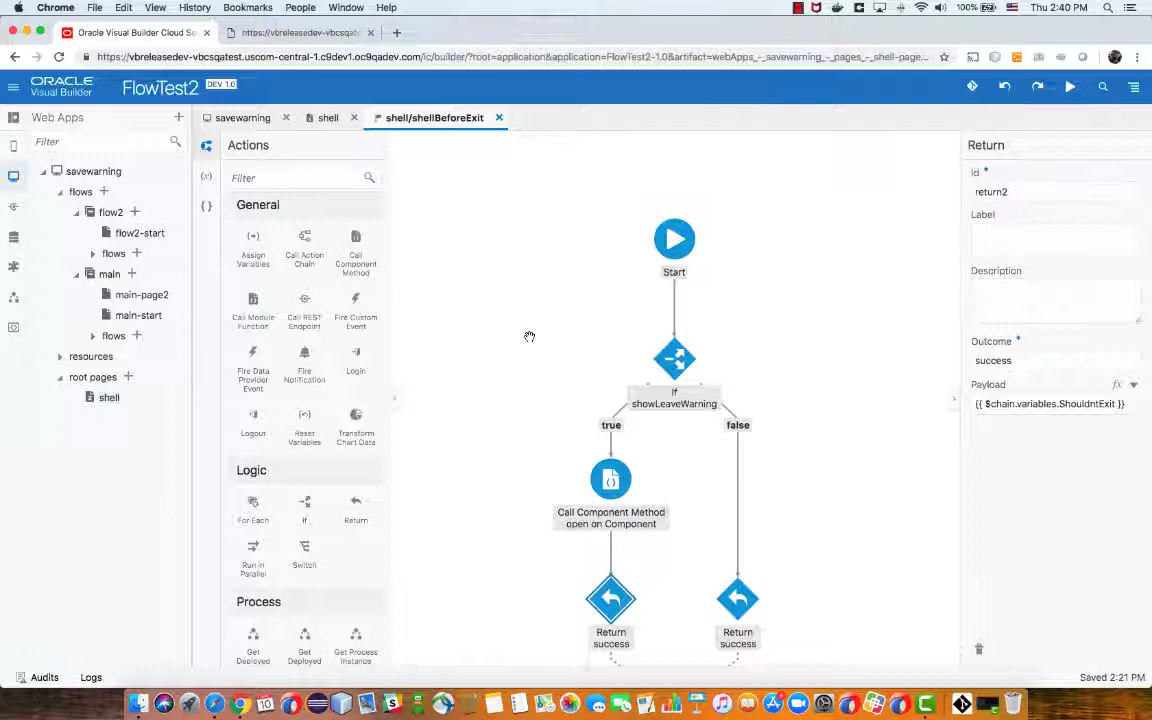 Chrome File Edit View History Bookmarks People Window Help 100% Thu 2:40 PM
Oracle Visual Builder Cloud Se
https://vbreleasedev-vbcsqates
https://vbreleasedev-vbcsqatest.uscom-central-1.c9dev1.oc9qadev.com/ic/builder/?root=application&application=FlowTest2-1.0&artifact=webApps_-_savewarning_-_pages_-_shell-page...
ORACLE
Visual Builder
FlowTest2
DEV 1.0
Web Apps
savewarning
shell
shell/shellBeforeExit
Filter
savewarning
flows
flow2
flow2-start
flows
main
main-page2
main-start
flows
resources
root pages
shell
(x)
{ }
Actions
Filter
General
Assign Variables
Call Action Chain
Call Component Method
Call Module Function
Call REST Endpoint
Fire Custom Event
Fire Data Provider Event
Fire Notification
Login
Logout
Reset Variables
Transform Chart Data
Logic
For Each
If
Return
Run in Parallel
Switch
Process
Get Deployed
Get Deployed
Get Process Instance
Start
If
showLeaveWarning
true
false
Call Component Method
open on Component
Return
success
Return
success
Return
Id *
return2
Label
Description
Outcome *
success
Payload
fx
{{ $chain.variables.ShouldntExit }}
Audits
Logs
Saved 2:21 PM